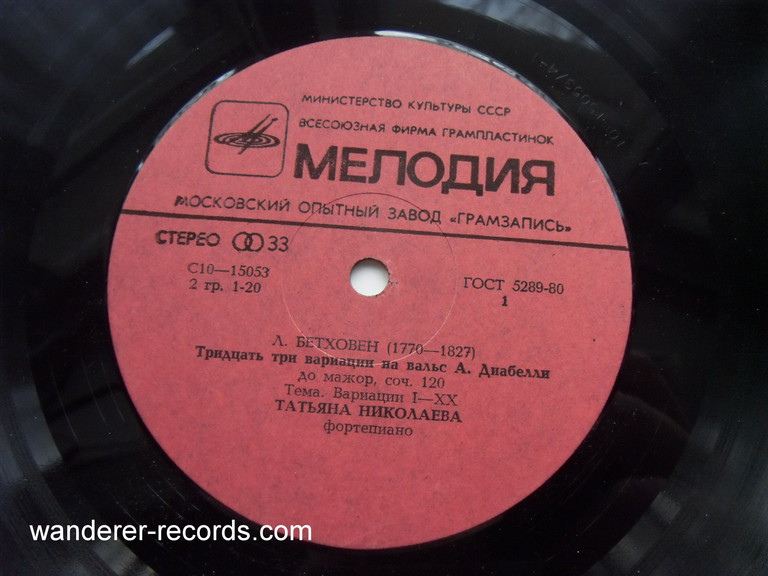 МИНИСТЕРСТВО КУЛЬТУРЫ СССР
ВСЕСОЮЗНАЯ ФИРМА ГРАМПЛАСТИНОК
МЕЛОДИЯ
МОСКОВСКИЙ ОПЫТНЫЙ ЗАВОД «ГРАМЗАПИСЬ»
СТЕРЕО 33
С10—15053
2 гр. 1-20
ГОСТ 5289-80
1
Л. БЕТХОВЕН (1770—1827)
Тридцать три вариации на вальс А. Диабелли
до мажор, соч. 120
Тема. Вариации I—XX
ТАТЬЯНА НИКОЛАЕВА
фортепиано
wanderer-records.com